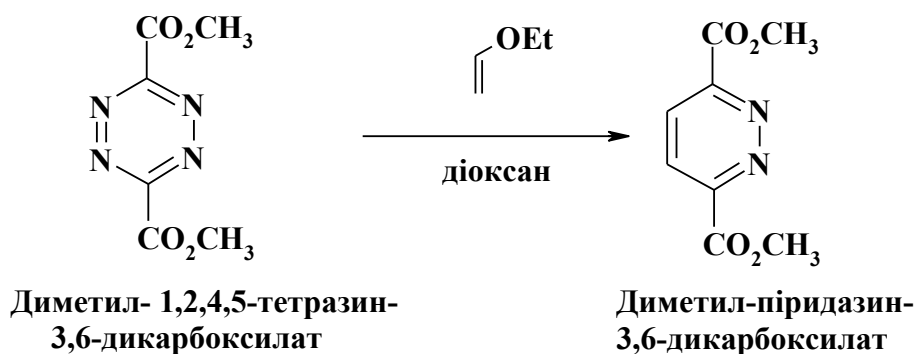 CO2CH3
N N
N N
CO2CH3
OEt
діоксан
CO2CH3
N
N
CO2CH3
Диметил- 1,2,4,5-тетразин-
3,6-дикарбоксилат
Диметил-піридазин-
3,6-дикарбоксилат